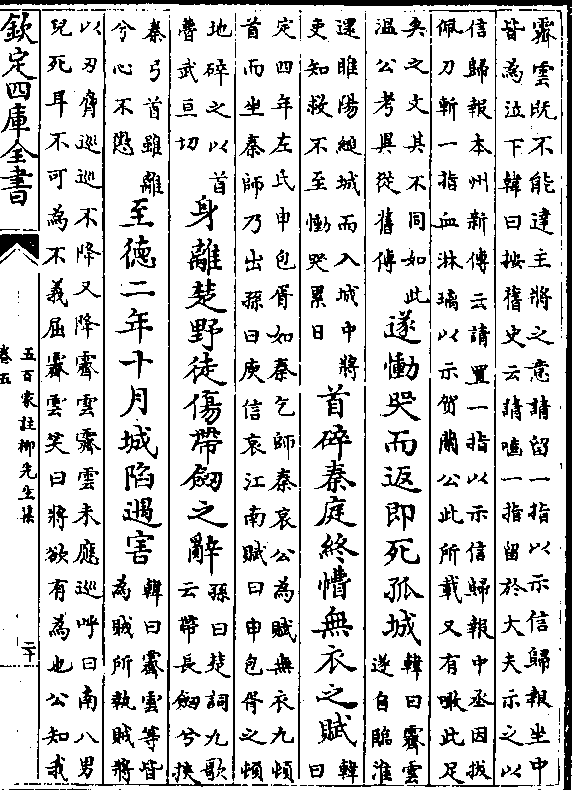 霽雲既不能達主將之意請留一指以示信歸報坐中
皆為泣下韓曰按舊史云請嚙一指留於大夫示之以
信歸報本州新傳云請置一指以示信歸報中丞因拔
佩刀斬一指血淋璃以示賀蘭公此所載又有啾此足
矣之文其不同如此
溫公考異從舊傳
遂慟哭而返即死孤城
韓曰霽雲
遂自臨淮
還睢陽縋城而入城中將
吏知救不至慟哭累日
首碎秦庭終懵無衣之賦
韓
曰
定四年左氏申包胥如秦乞師秦哀公為賦無衣九頓
首而坐秦師乃出孫曰庾信哀江南賦曰申包胥之頓
地碎之以首
瞢武亘切
身離楚野徒傷帶劒之辭
孫曰楚詞九歌
云帶長劒兮挾
秦弓首雖離
兮心不懲
至德二年十月城陷遇害
韓曰霽雲等皆
為賊所執賊將
以刃脅巡巡不降又降霽雲霽雲未應巡呼曰南八男
兒死耳不可為不義屈霽雲笑曰將欲有為也公知我
欽定四庫全書
五百家註柳先生集
卷五
二十